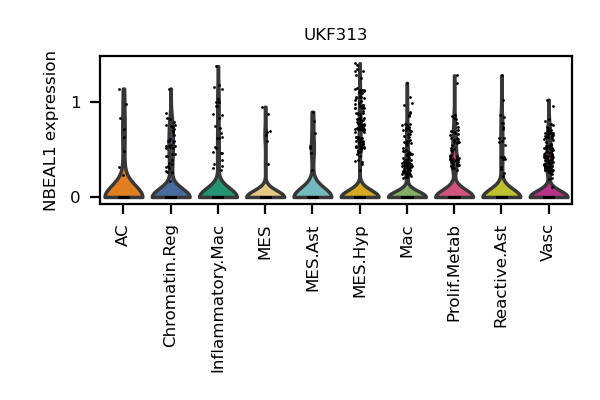 UKF313
NBEAL1 expression
1
0
AC
Chromatin.Reg
Inflammatory.Mac
MES
MES.Ast
MES.Hyp
Mac
Prolif.Metab
Reactive.Ast
Vasc